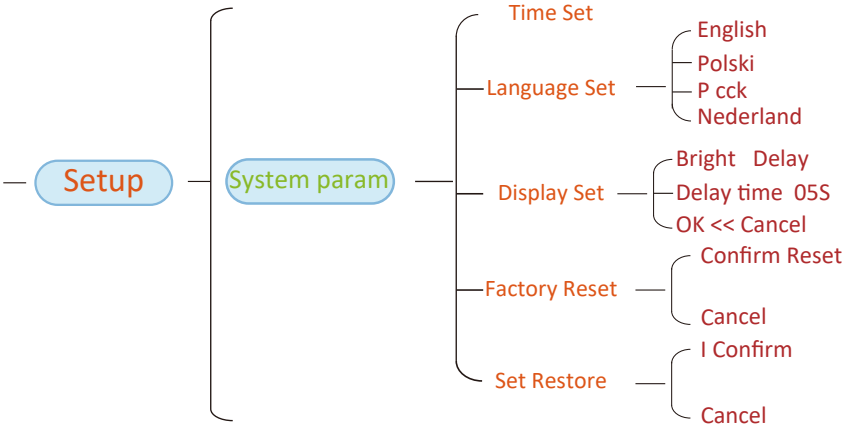 Setup
System param
Time Set
Language Set
English
Polski
P cck
Nederland
Display Set
Bright Delay
Delay time 05S
OK << Cancel
Factory Reset
Confirm Reset
Cancel
Set Restore
I Confirm
Cancel